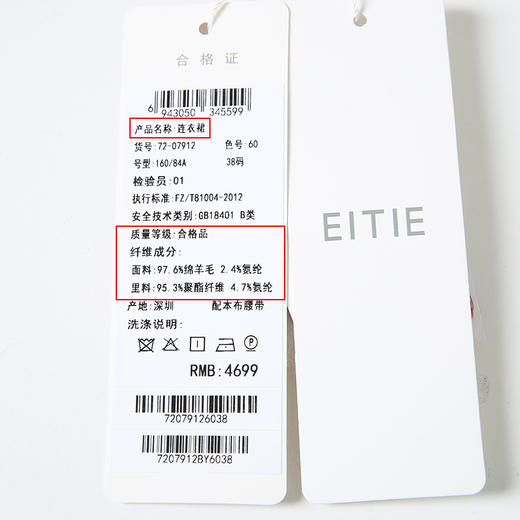 合格证
6 943050 345599
产品名称:连衣裙
货号:72-07912 色号:60
号型:160/84A 38码
检验员:01
执行标准:FZ/T81004-2012
安全技术类别:GB18401 B类
质量等级:合格品
纤维成分:
面料:97.6%绵羊毛 2.4%氨纶
里料:95.3%聚酯纤维 4.7%氨纶
产地:深圳 配本布腰带
洗涤说明:
P
RMB:4699
72079126038
7207912BY6038
EITIE